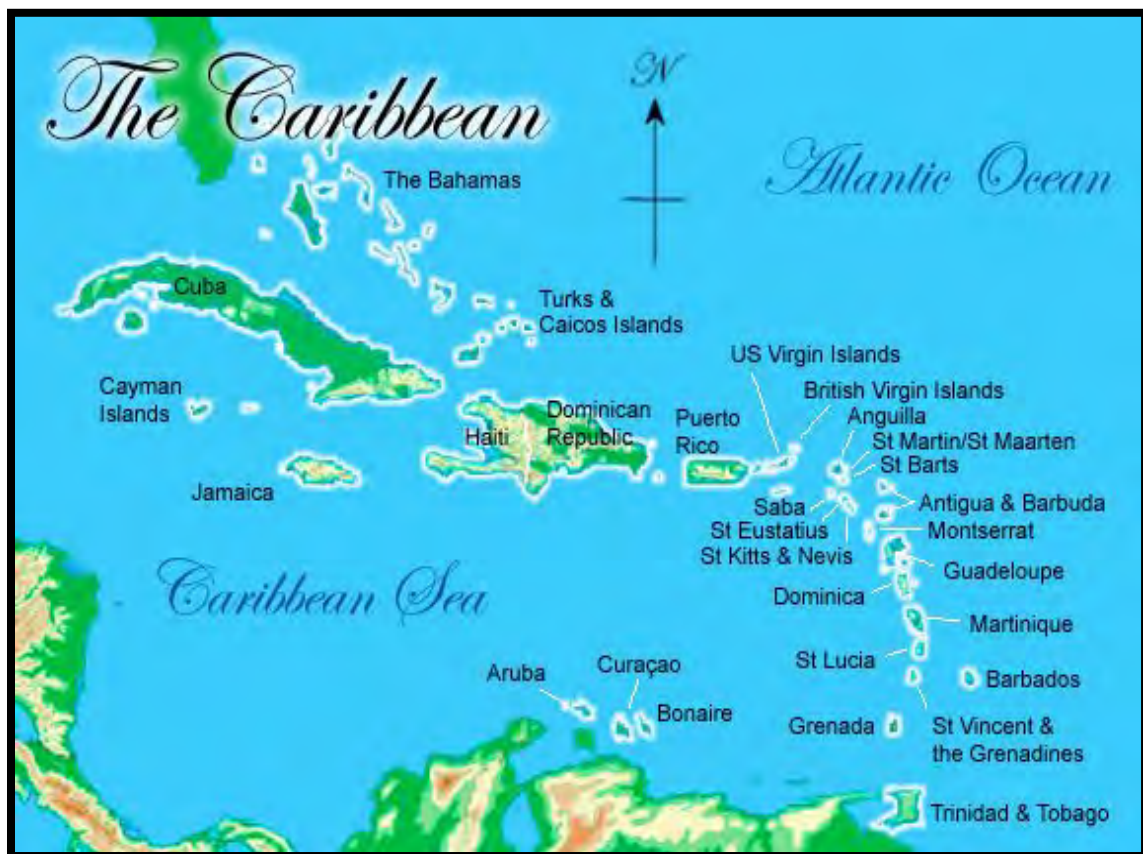 The Caribbean
N
Atlantic Ocean
The Bahamas
Cuba
Turks &
Caicos Islands
US Virgin Islands
British Virgin Islands
Cayman
Islands
Haiti
Dominican
Republic
Puerto
Rico
Anguilla
St Martin/St Maarten
St Barts
Jamaica
Saba
Antigua & Barbuda
St Eustatius
Montserrat
St Kitts & Nevis
Guadeloupe
Caribbean Sea
Dominica
Martinique
St Lucia
Aruba
Curaçao
Barbados
Bonaire
Grenada
St Vincent &
the Grenadines
Trinidad & Tobago